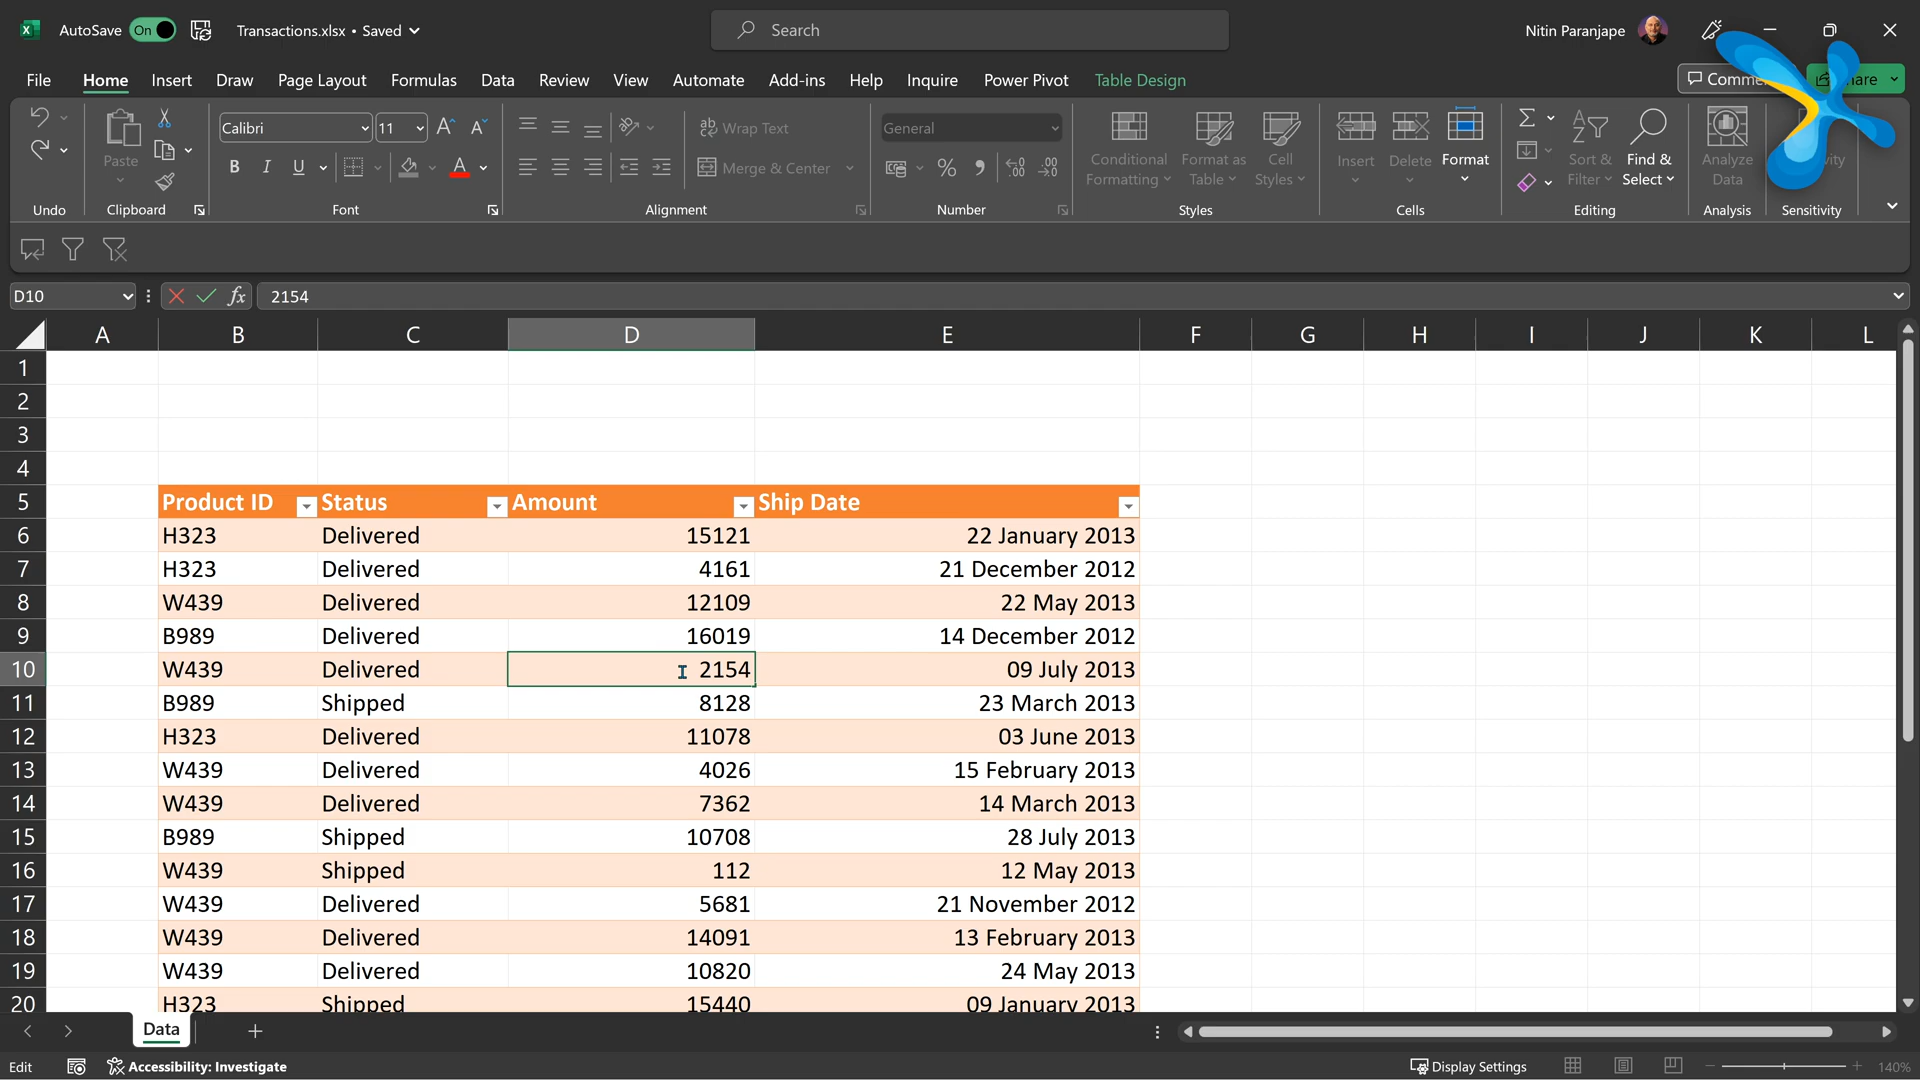 AutoSave On Transactions.xlsx • Saved Search Nitin Paranjape
File Home Insert Draw Page Layout Formulas Data Review View Automate Add-ins Help Inquire Power Pivot Table Design
Calibri 11 Wrap Text General
Paste Conditional Formatting Format as Table Cell Styles Insert Delete Format Sort & Filter Find & Select Analyze Data
B I U Merge & Center
Undo Clipboard Font Alignment Number Styles Cells Editing Analysis Sensitivity
D10 fx 2154
A B C D E F G H I J K L
1
2
3
4
5 Product ID Status Amount Ship Date
6 H323 Delivered 15121 22 January 2013
7 H323 Delivered 4161 21 December 2012
8 W439 Delivered 12109 22 May 2013
9 B989 Delivered 16019 14 December 2012
10 W439 Delivered 2154 09 July 2013
11 B989 Shipped 8128 23 March 2013
12 H323 Delivered 11078 03 June 2013
13 W439 Delivered 4026 15 February 2013
14 W439 Delivered 7362 14 March 2013
15 B989 Shipped 10708 28 July 2013
16 W439 Shipped 112 12 May 2013
17 W439 Delivered 5681 21 November 2012
18 W439 Delivered 14091 13 February 2013
19 W439 Delivered 10820 24 May 2013
20 H323 Shipped 15440 09 January 2013
Data
Edit Accessibility: Investigate Display Settings 140%